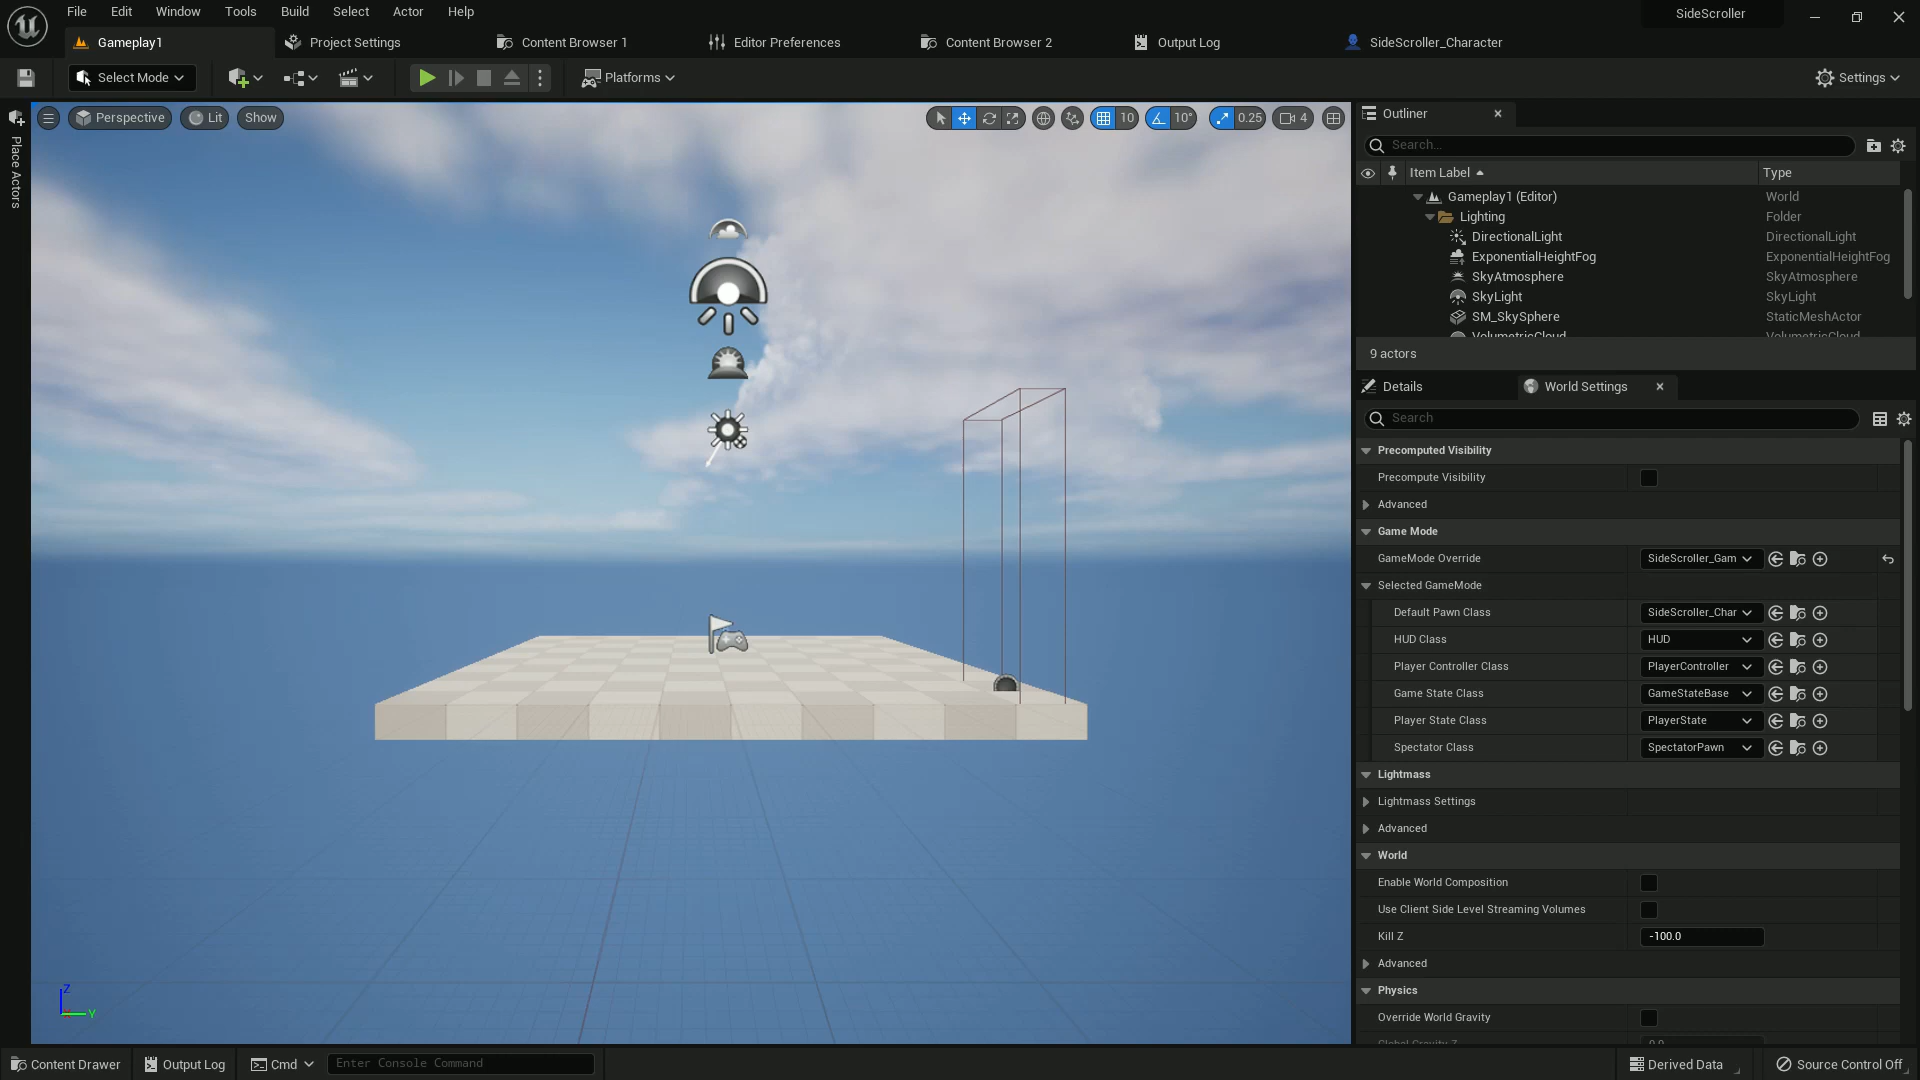 File Edit Window Tools Build Select Actor Help
SideScroller
Gameplay1
Project Settings
Content Browser 1
Editor Preferences
Content Browser 2
Output Log
SideScroller_Character
Select Mode
Platforms
Settings
Place Actors
Perspective
Lit
Show
10
10°
0.25
4
Z
Y
Outliner
Search...
Item Label
Type
Gameplay1 (Editor) World
Lighting Folder
DirectionalLight DirectionalLight
ExponentialHeightFog ExponentialHeightFog
SkyAtmosphere SkyAtmosphere
SkyLight SkyLight
SM_SkySphere StaticMeshActor
VolumetricCloud VolumetricCloud
9 actors
Details
World Settings
Search
Precomputed Visibility
Precompute Visibility
Advanced
Game Mode
GameMode Override SideScroller_Gam
Selected GameMode
Default Pawn Class SideScroller_Char
HUD Class HUD
Player Controller Class PlayerController
Game State Class GameStateBase
Player State Class PlayerState
Spectator Class SpectatorPawn
Lightmass
Lightmass Settings
Advanced
World
Enable World Composition
Use Client Side Level Streaming Volumes
Kill Z -100.0
Advanced
Physics
Override World Gravity
Global Gravity Z 0.0
Content Drawer
Output Log
Cmd
Enter Console Command
Derived Data
Source Control Off